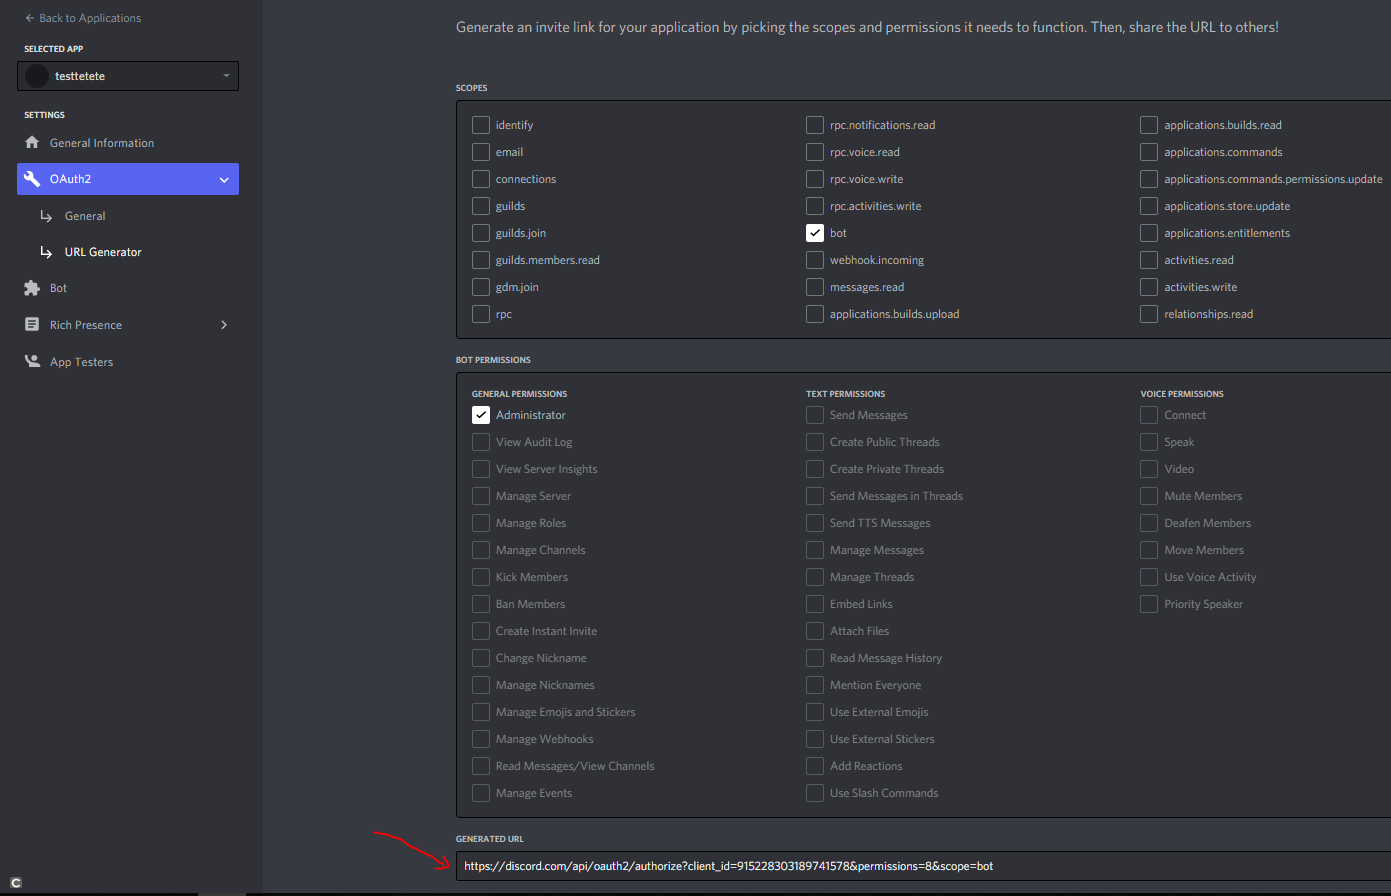 Back to Applications
SELECTED APP
testtetete
SETTINGS
General Information
OAuth2
General
URL Generator
Bot
Rich Presence
App Testers
Generate an invite link for your application by picking the scopes and permissions it needs to function. Then, share the URL to others!
SCOPES
identify
email
connections
guilds
guilds.join
guilds.members.read
gdm.join
rpc
rpc.notifications.read
rpc.voice.read
rpc.voice.write
rpc.activities.write
bot
webhook.incoming
messages.read
applications.builds.upload
applications.builds.read
applications.commands
applications.commands.permissions.update
applications.store.update
applications.entitlements
activities.read
activities.write
relationships.read
BOT PERMISSIONS
GENERAL PERMISSIONS
Administrator
View Audit Log
View Server Insights
Manage Server
Manage Roles
Manage Channels
Kick Members
Ban Members
Create Instant Invite
Change Nickname
Manage Nicknames
Manage Emojis and Stickers
Manage Webhooks
Read Messages/View Channels
Manage Events
TEXT PERMISSIONS
Send Messages
Create Public Threads
Create Private Threads
Send Messages in Threads
Send TTS Messages
Manage Messages
Manage Threads
Embed Links
Attach Files
Read Message History
Mention Everyone
Use External Emojis
Use External Stickers
Add Reactions
Use Slash Commands
VOICE PERMISSIONS
Connect
Speak
Video
Mute Members
Deafen Members
Move Members
Use Voice Activity
Priority Speaker
GENERATED URL
https://discord.com/api/oauth2/authorize?client_id=915228303189741578&permissions=8&scope=bot
C